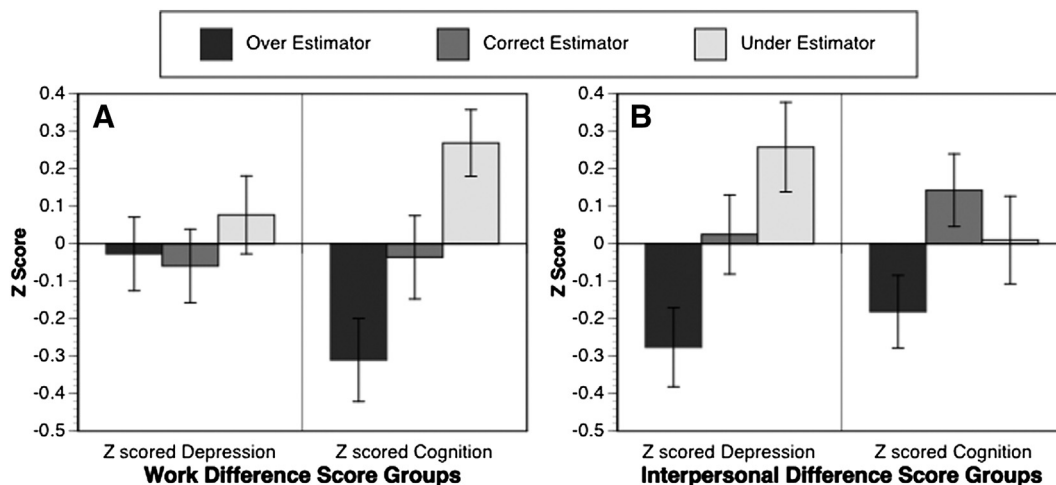 Over Estimator Correct Estimator Under Estimator
A
0.4
0.3
0.2
0.1
0
-0.1
-0.2
-0.3
-0.4
-0.5
Z Score
Z scored Depression Z scored Cognition
Work Difference Score Groups
B
0.4
0.3
0.2
0.1
0
-0.1
-0.2
-0.3
-0.4
-0.5
Z Score
Z scored Depression Z scored Cognition
Interpersonal Difference Score Groups